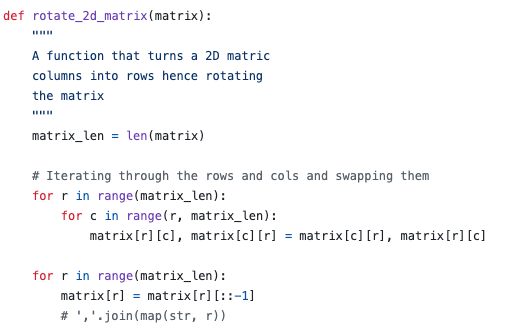 def rotate_2d_matrix(matrix):
    """
    A function that turns a 2D matric
    columns into rows hence rotating
    the matrix
    """
    matrix_len = len(matrix)

    # Iterating through the rows and cols and swapping them
    for r in range(matrix_len):
        for c in range(r, matrix_len):
            matrix[r][c], matrix[c][r] = matrix[c][r], matrix[r][c]

    for r in range(matrix_len):
        matrix[r] = matrix[r][::-1]
        # ','.join(map(str, r))